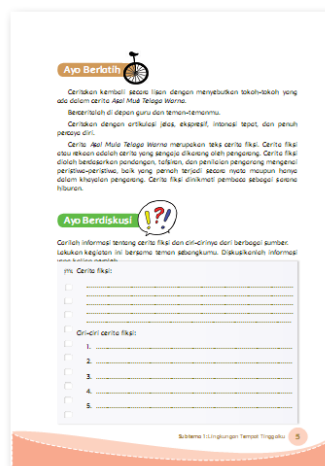 Ayo Berlatih
Ceritakan kembali secara lisan dengan menyebutkan tokoh-tokoh yang
ada dalam cerita Asal Mula Telaga Warna.
Berceritalah di depan guru dan teman-temanmu.
Ceritakan dengan artikulasi jelas, ekspresif, intonasi tepat, dan penuh
percaya diri.
Cerita Asal Mula Telaga Warna merupakan teks cerita fiksi. Cerita fiksi
atau rekaan adalah cerita yang sengaja dikarang oleh pengarang. Cerita fiksi
diolah berdasarkan pandangan, tafsiran, dan penilaian pengarang mengenai
peristiwa-peristiwa, baik yang pernah terjadi secara nyata maupun hanya
dalam khayalan pengarang. Cerita fiksi dinikmati pembaca sebagai sarana
hiburan.
Ayo Berdiskusi
Carilah informasi tentang cerita fiksi dan ciri-cirinya dari berbagai sumber.
Lakukan kegiatan ini bersama teman sebangkumu. Diskusikanlah informasi
m. Cerita fiksi:
Ciri-ciri cerita fiksi:
1.
2.
3.
4.
5.
Subtema 1: Lingkungan Tempat Tinggalku 5